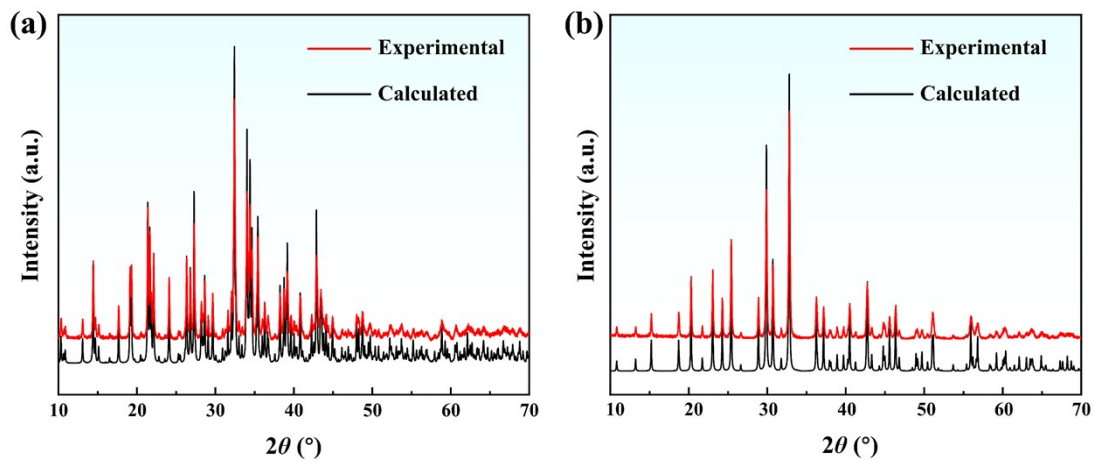 (a)
Experimental
Calculated
Intensity (a.u.)
10 20 30 40 50 60 70
2θ (°)
(b)
Experimental
Calculated
Intensity (a.u.)
10 20 30 40 50 60 70
2θ (°)